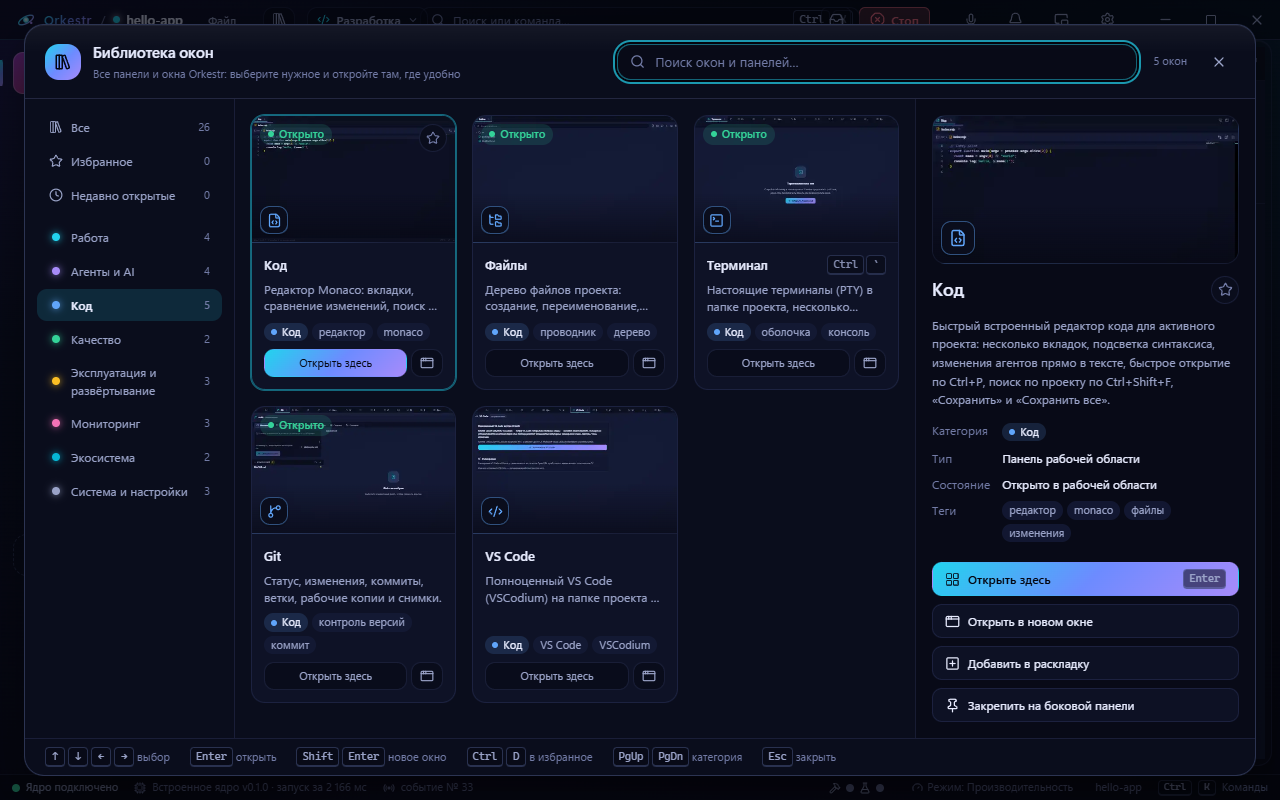 Orkestr / hello-app Файл Разработка Поиск или команда... Ctrl Стоп
Библиотека окон
Все панели и окна Orkestr: выберите нужное и откройте там, где удобно
Поиск окон и панелей...
5 окон
Все 26
Избранное 0
Недавно открытые 0
Работа 4
Агенты и AI 4
Код 5
Качество 2
Эксплуатация и
развёртывание 3
Мониторинг 3
Экосистема 2
Система и настройки 3
Открыто
Код
Редактор Monaco: вкладки,
сравнение изменений, поиск ...
Код редактор monaco
Открыть здесь
Открыто
Файлы
Дерево файлов проекта:
создание, переименование,...
Код проводник дерево
Открыть здесь
Открыто
Терминал Ctrl `
Настоящие терминалы (PTY) в
папке проекта, несколько...
Код оболочка консоль
Открыть здесь
Открыто
Git
Статус, изменения, коммиты,
ветки, рабочие копии и снимки.
Код контроль версий
коммит
Открыть здесь
VS Code
Полноценный VS Code
(VSCodium) на папке проекта ...
Код VS Code VSCodium
Открыть здесь
Код
Быстрый встроенный редактор кода для активного
проекта: несколько вкладок, подсветка синтаксиса,
изменения агентов прямо в тексте, быстрое открытие
по Ctrl+P, поиск по проекту по Ctrl+Shift+F,
«Сохранить» и «Сохранить все».
Категория Код
Тип Панель рабочей области
Состояние Открыто в рабочей области
Теги редактор monaco файлы
изменения
Открыть здесь Enter
Открыть в новом окне
Добавить в раскладку
Закрепить на боковой панели
↑ ↓ ← → выбор Enter открыть Shift Enter новое окно Ctrl D в избранное PgUp PgDn категория Esc закрыть
Ядро подключено Встроенное ядро v0.1.0 · запуск за 2 166 мс событие № 33 Режим: Производительность hello-app Ctrl K Команды